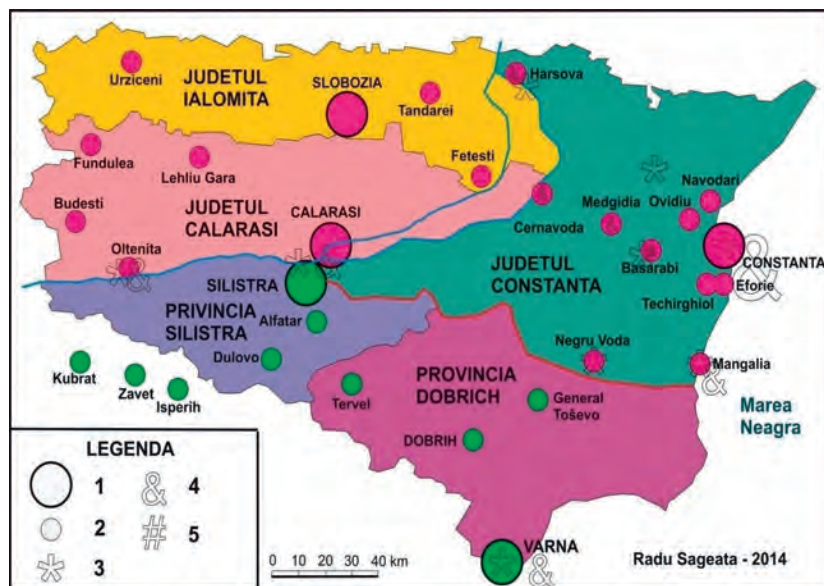 Urziceni
JUDETUL
IALOMITA
SLOBOZIA
Tandarei
Harsova
Fundulea
Lehliu Gara
Fetesti
Budesti
JUDETUL
CALARASI
CALARASI
Oltenita
Cernavoda
Medgidia
Ovidiu
Navodari
CONSTANTA
Basarabi
Eforie
Techirghiol
JUDETUL
CONSTANTA
SILISTRA
PRIVINCIA
SILISTRA
Alfatar
Dulovo
Negru Voda
Mangalia
Kubrat
Zavet
Isperih
Tervel
PROVINCIA
DOBRICH
General
Toševo
DOBRIH
Marea
Neagra
VARNA
LEGENDA
1
2
* 3
& 4
# 5
0 10 20 30 40 km
Radu Sageata - 2014